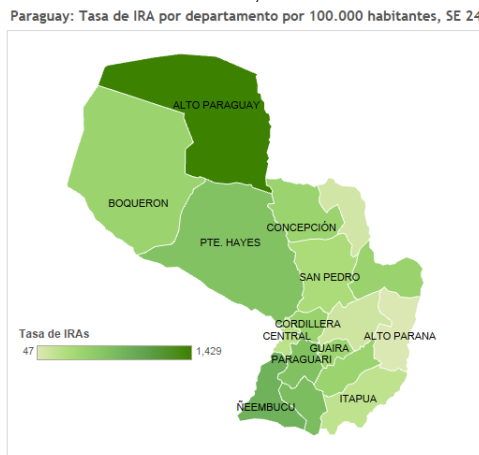 Paraguay: Tasa de IRA por departamento por 100.000 habitantes, SE 24
ALTO PARAGUAY
BOQUERON
CONCEPCIÓN
PTE. HAYES
SAN PEDRO
CORDILLERA
CENTRAL
ALTO PARANA
GUAIRA
PARAGUARI
ITAPUA
ÑEEMBUCU
Tasa de IRAs
47
1,429